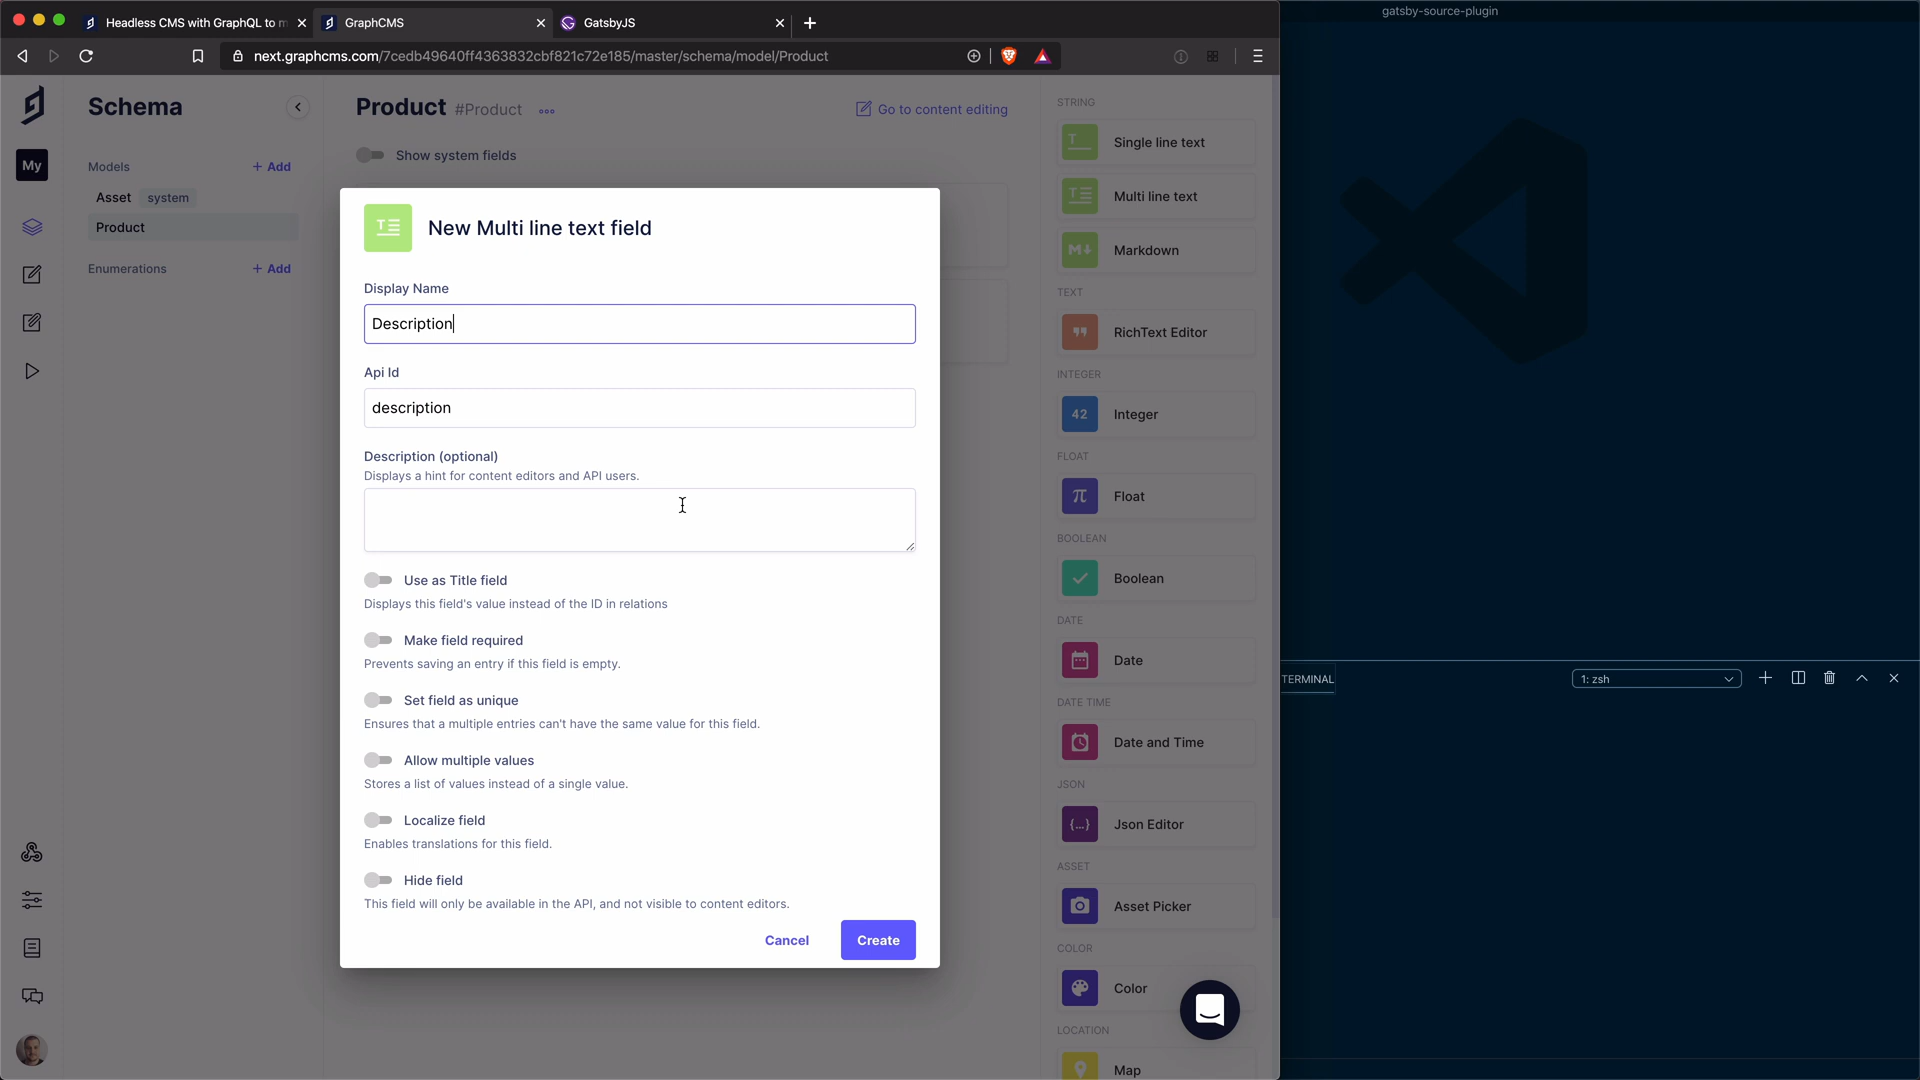 Headless CMS with GraphQL to m
GraphCMS
GatsbyJS
gatsby-source-plugin
next.graphcms.com/7cedb49640ff4363832cbf821c72e185/master/schema/model/Product
Schema
My
Models
+ Add
Asset system
Product
Enumerations
+ Add
Product #Product
Go to content editing
Show system fields
New Multi line text field
Display Name
Description
Api Id
description
Description (optional)
Displays a hint for content editors and API users.
Use as Title field
Displays this field's value instead of the ID in relations
Make field required
Prevents saving an entry if this field is empty.
Set field as unique
Ensures that a multiple entries can't have the same value for this field.
Allow multiple values
Stores a list of values instead of a single value.
Localize field
Enables translations for this field.
Hide field
This field will only be available in the API, and not visible to content editors.
Cancel
Create
STRING
Single line text
Multi line text
M↓ Markdown
TEXT
RichText Editor
INTEGER
42 Integer
FLOAT
π Float
BOOLEAN
Boolean
DATE
Date
DATE TIME
Date and Time
JSON
{...} Json Editor
ASSET
Asset Picker
COLOR
Color
LOCATION
Map
TERMINAL
1: zsh